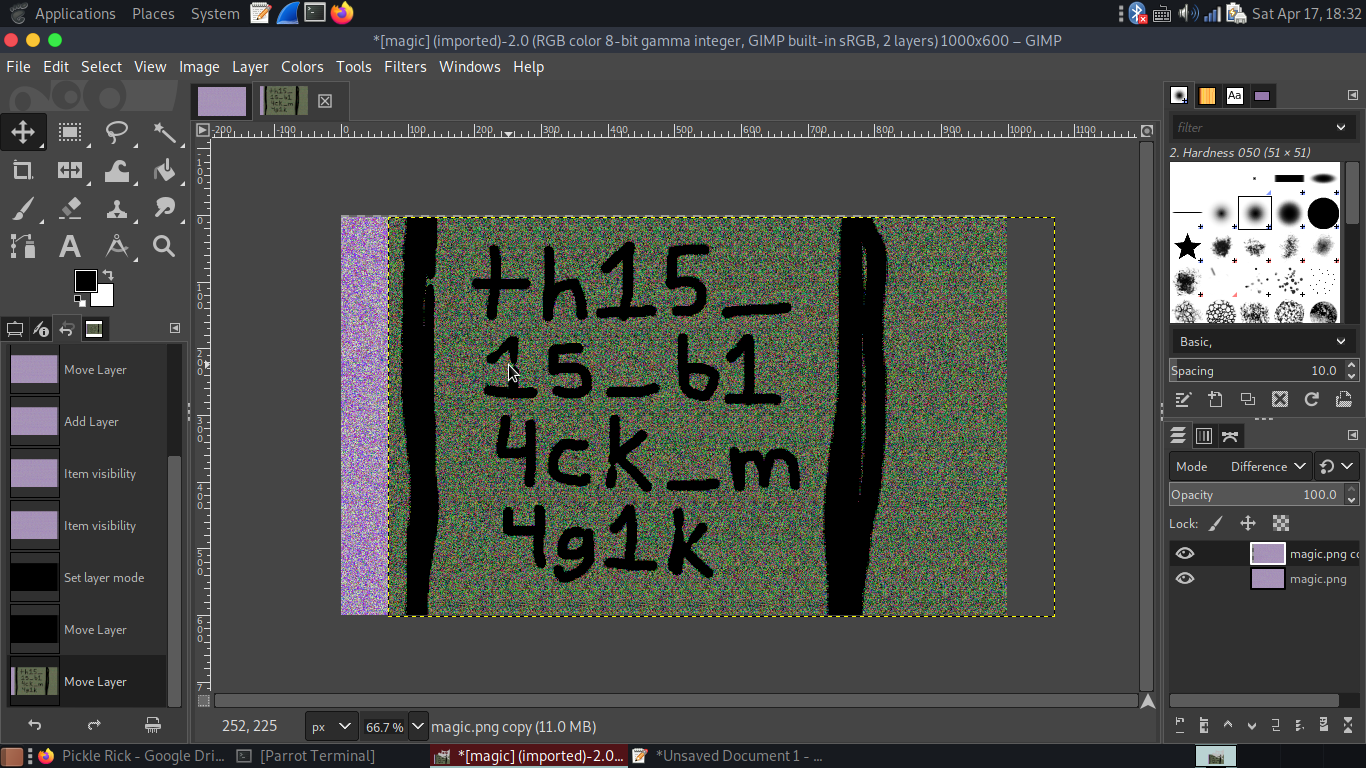 Applications Places System Sat Apr 17, 18:32
*[magic] (imported)-2.0 (RGB color 8-bit gamma integer, GIMP built-in sRGB, 2 layers) 1000x600 – GIMP
File Edit Select View Image Layer Colors Tools Filters Windows Help
-200 -100 0 100 200 300 400 500 600 700 800 900 1000 1100
filter
2. Hardness 050 (51 × 51)
th15_
15_b1
4ck_m
4g1k
Basic,
Spacing 10.0
Move Layer
Add Layer
Item visibility
Item visibility
Set layer mode
Move Layer
Move Layer
Mode Difference
Opacity 100.0
Lock:
magic.png co
magic.png
252, 225 px 66.7 % magic.png copy (11.0 MB)
Pickle Rick - Google Dri... [Parrot Terminal] *[magic] (imported)-2.0... *Unsaved Document 1 - ...